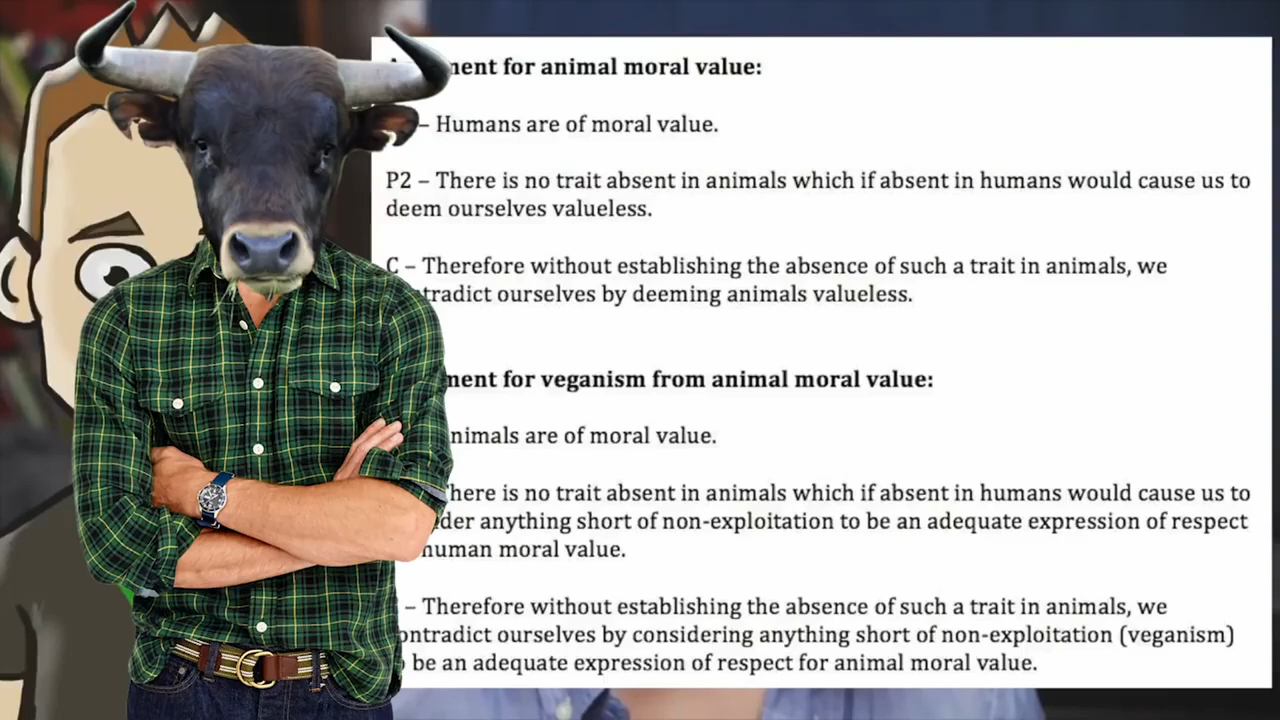 ment for animal moral value:
– Humans are of moral value.
P2 – There is no trait absent in animals which if absent in humans would cause us to
deem ourselves valueless.
C – Therefore without establishing the absence of such a trait in animals, we
tradict ourselves by deeming animals valueless.
ment for veganism from animal moral value:
nimals are of moral value.
here is no trait absent in animals which if absent in humans would cause us to
der anything short of non-exploitation to be an adequate expression of respect
human moral value.
– Therefore without establishing the absence of such a trait in animals, we
ontradict ourselves by considering anything short of non-exploitation (veganism)
be an adequate expression of respect for animal moral value.